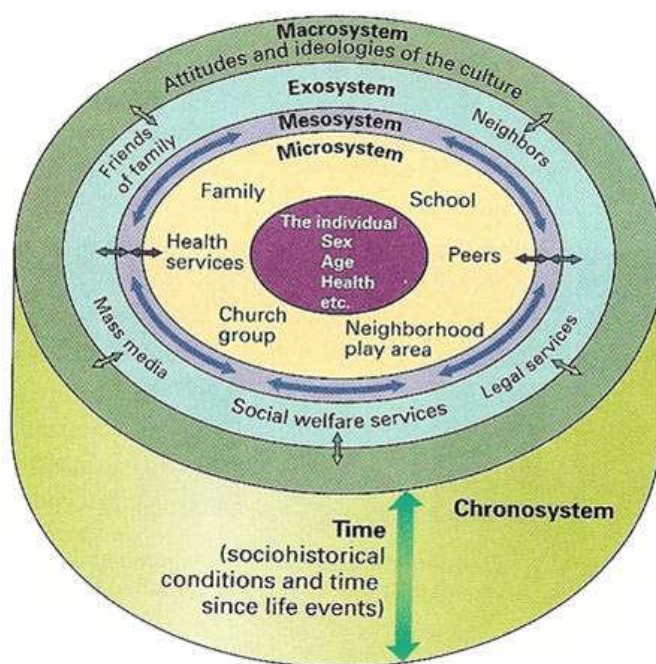 Macrosystem
Attitudes and ideologies of the culture
Exosystem
Mesosystem
Microsystem
Friends
of family
Neighbors
Family
School
The individual
Sex
Age
Health
etc.
Health
services
Peers
Church
group
Neighborhood
play area
Mass media
Social welfare services
Legal services
Chronosystem
Time
(sociohistorical
conditions and time
since life events)